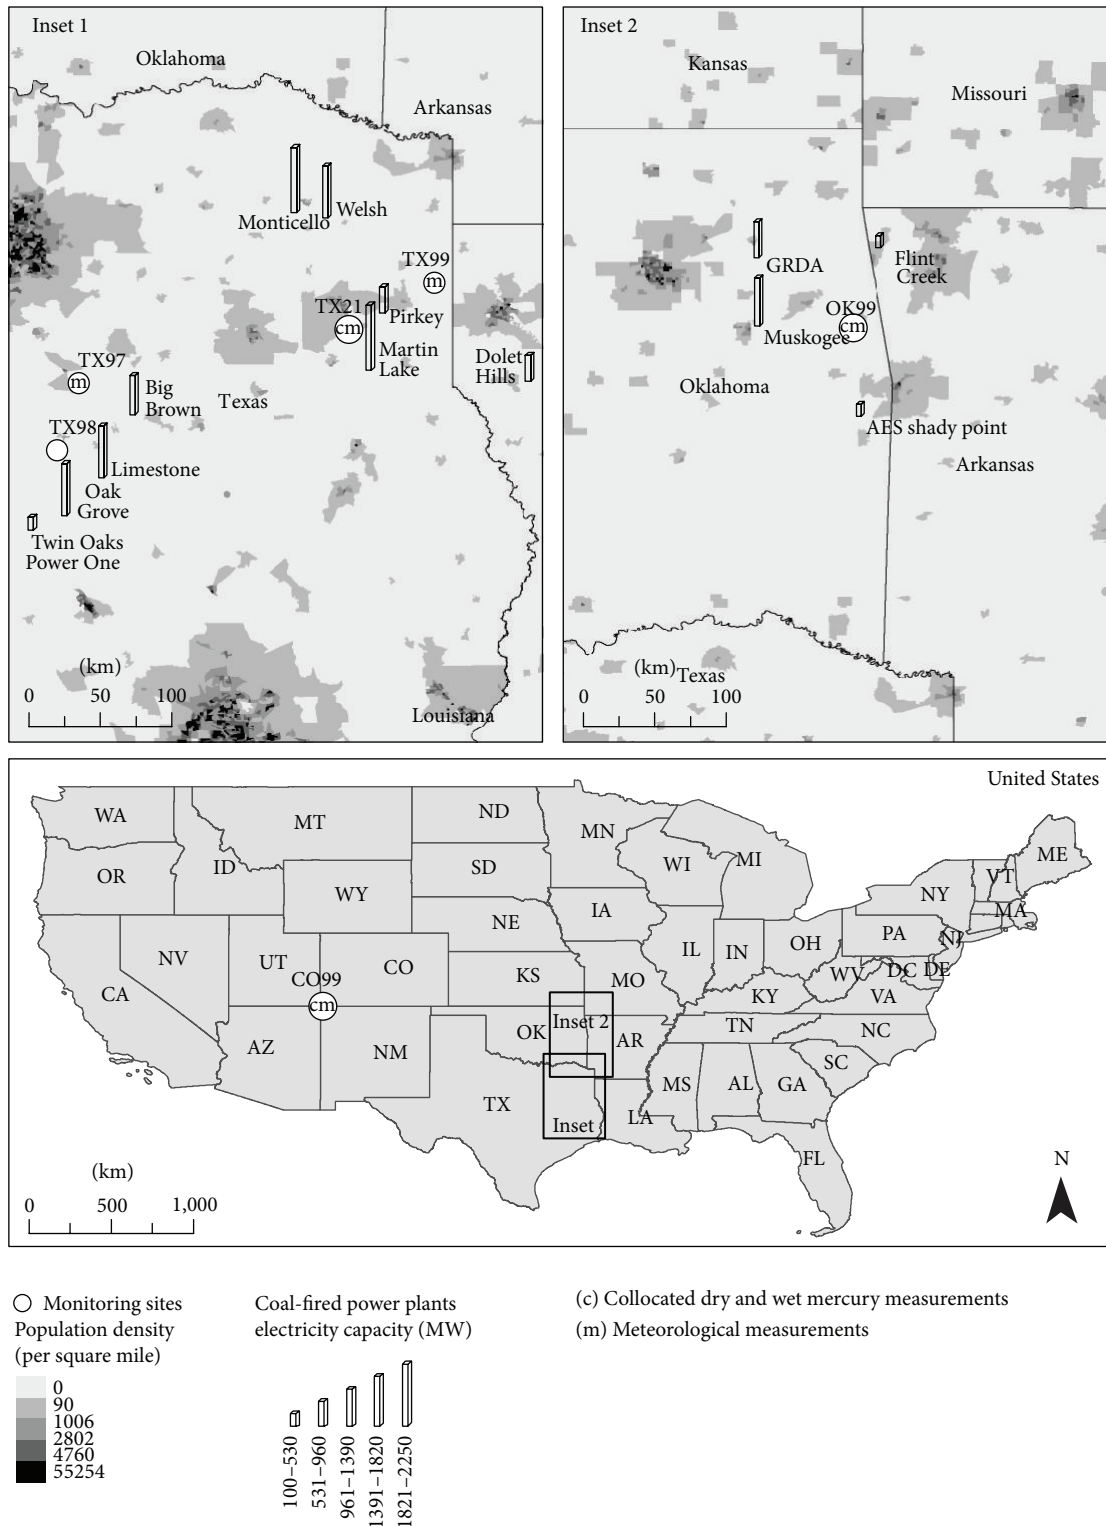 Inset 1
Oklahoma
Arkansas
Monticello
Welsh
TX99
m
TX21
cm
Pirkey
Martin
Lake
Dolet
Hills
TX97
m
Big
Brown
Texas
TX98
Limestone
Oak
Grove
Twin Oaks
Power One
(km)
0 50 100
Louisiana
Inset 2
Kansas
Missouri
GRDA
Flint
Creek
OK99
cm
Muskogee
Oklahoma
AES shady point
Arkansas
(km)
Texas
0 50 100
United States
WA
MT
ND
MN
OR
ID
SD
WI
MI
ME
VT
NY
WY
IA
MA
NE
NV
UT
CO
IL
IN
OH
PA
NJ
CO99
KS
MO
WV
DC
DE
CA
cm
KY
VA
Inset 2
OK
AR
TN
NC
AZ
NM
SC
MS
AL
GA
TX
Inset
LA
FL
(km)
0 500 1,000
N
Monitoring sites
Population density
(per square mile)
0
90
1006
2802
4760
55254
Coal-fired power plants
electricity capacity (MW)
100–530
531–960
961–1390
1391–1820
1821–2250
(c) Collocated dry and wet mercury measurements
(m) Meteorological measurements